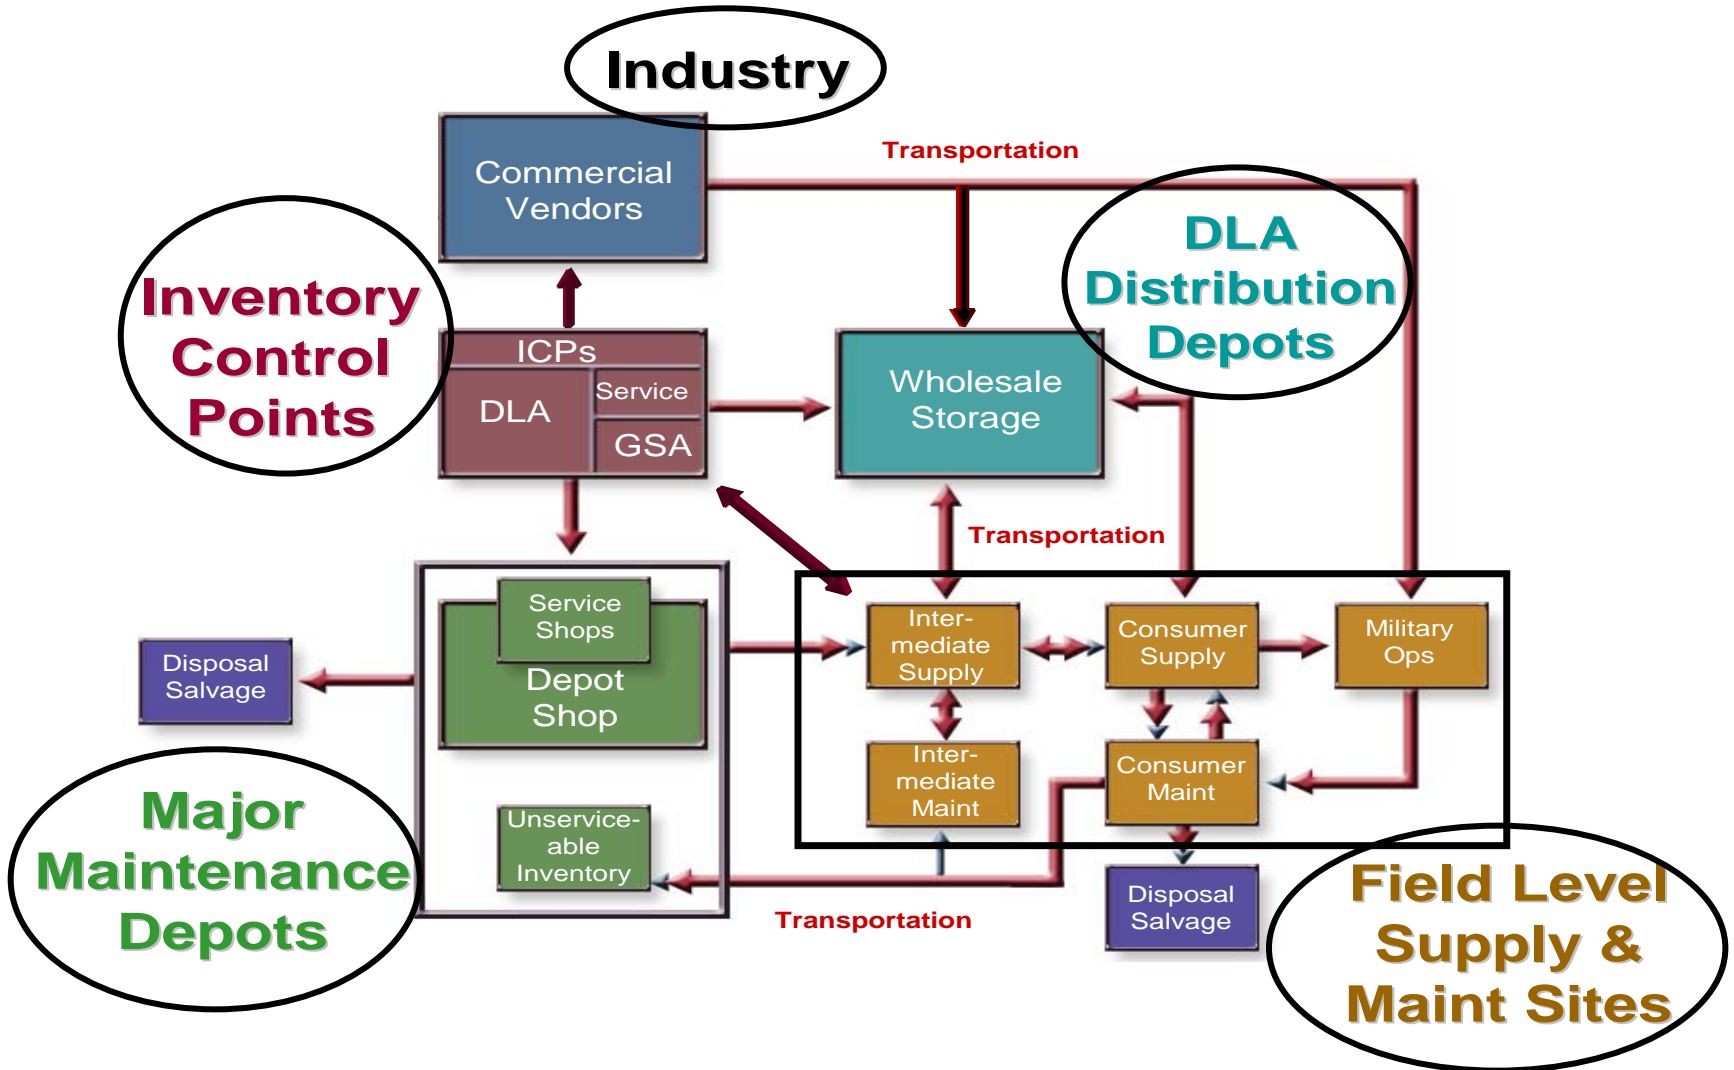 Industry
Commercial
Vendors
Transportation
DLA
Distribution
Depots
Inventory
Control
Points
ICPs
DLA
Service
GSA
Wholesale
Storage
Transportation
Service
Shops
Depot
Shop
Inter-
mediate
Supply
Consumer
Supply
Military
Ops
Disposal
Salvage
Inter-
mediate
Maint
Consumer
Maint
Unservice-
able
Inventory
Major
Maintenance
Depots
Transportation
Disposal
Salvage
Field Level
Supply &
Maint Sites